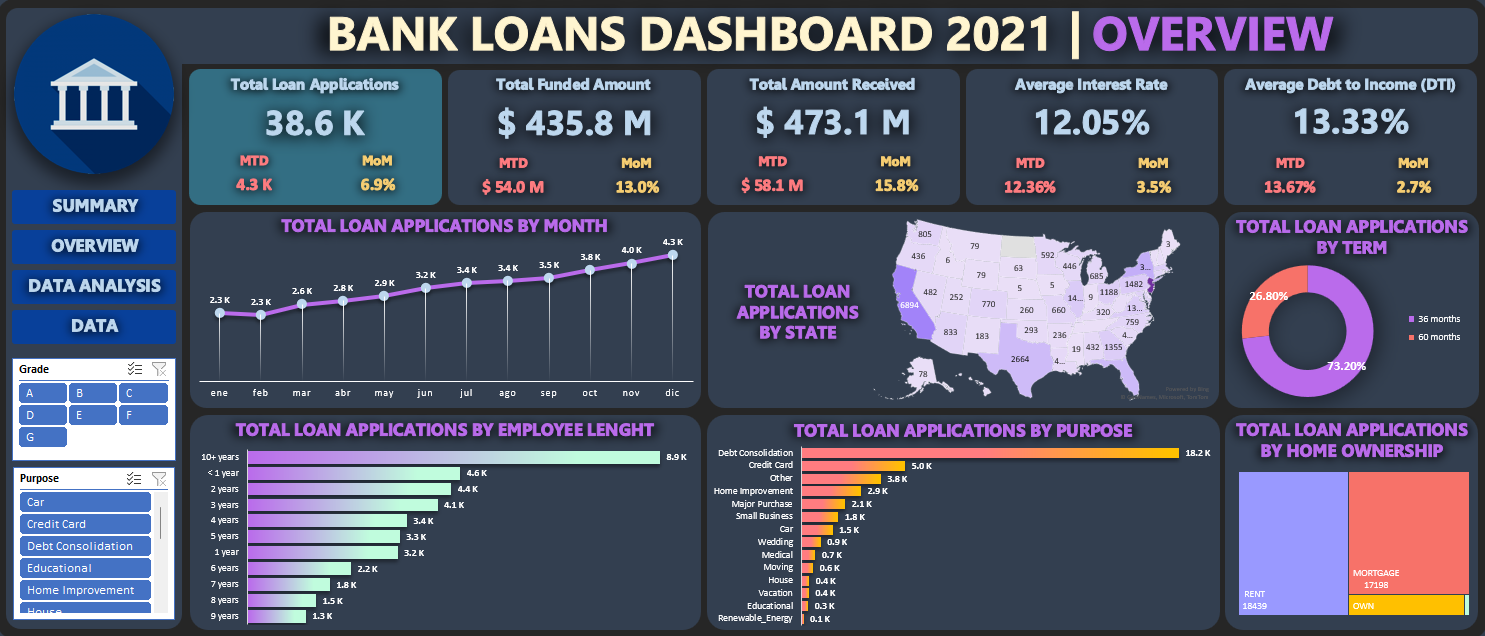 BANK LOANS DASHBOARD 2021 | OVERVIEW
SUMMARY
OVERVIEW
DATA ANALYSIS
DATA
Grade
A
B
C
D
E
F
G
Purpose
Car
Credit Card
Debt Consolidation
Educational
Home Improvement
House
Total Loan Applications
38.6 K
MTD
MoM
4.3 K
6.9%
Total Funded Amount
$ 435.8 M
MTD
MoM
$ 54.0 M
13.0%
Total Amount Received
$ 473.1 M
MTD
MoM
$ 58.1 M
15.8%
Average Interest Rate
12.05%
MTD
MoM
12.36%
3.5%
Average Debt to Income (DTI)
13.33%
MTD
MoM
13.67%
2.7%
TOTAL LOAN APPLICATIONS BY MONTH
2.3 K
2.3 K
2.6 K
2.8 K
2.9 K
3.2 K
3.4 K
3.4 K
3.5 K
3.8 K
4.0 K
4.3 K
ene
feb
mar
abr
may
jun
jul
ago
sep
oct
nov
dic
TOTAL LOAN
APPLICATIONS
BY STATE
805
79
3
436
6
63
592
446
685
3...
79
5
5
1482
482
252
770
14...
9
1188
6894
260
660
320
13...
833
183
293
236
759
4...
2664
4...
19
432
1355
78
Powered by Bing
© GeoNames, Microsoft, TomTom
TOTAL LOAN APPLICATIONS
BY TERM
26.80%
73.20%
36 months
60 months
TOTAL LOAN APPLICATIONS BY EMPLOYEE LENGHT
10+ years 8.9 K
< 1 year 4.6 K
2 years 4.4 K
3 years 4.1 K
4 years 3.4 K
5 years 3.3 K
1 year 3.2 K
6 years 2.2 K
7 years 1.8 K
8 years 1.5 K
9 years 1.3 K
TOTAL LOAN APPLICATIONS BY PURPOSE
Debt Consolidation 18.2 K
Credit Card 5.0 K
Other 3.8 K
Home Improvement 2.9 K
Major Purchase 2.1 K
Small Business 1.8 K
Car 1.5 K
Wedding 0.9 K
Medical 0.7 K
Moving 0.6 K
House 0.4 K
Vacation 0.4 K
Educational 0.3 K
Renewable_Energy 0.1 K
TOTAL LOAN APPLICATIONS
BY HOME OWNERSHIP
RENT
18439
MORTGAGE
17198
OWN